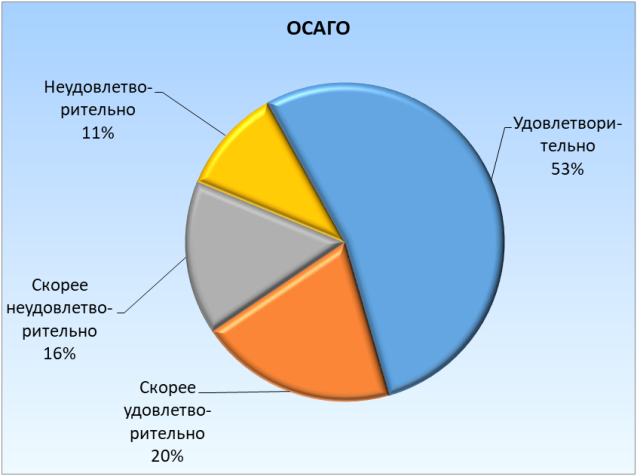 ОСАГО
Неудовлетво-
рительно
11%
Удовлетвори-
тельно
53%
Скорее
неудовлетво-
рительно
16%
Скорее
удовлетво-
рительно
20%